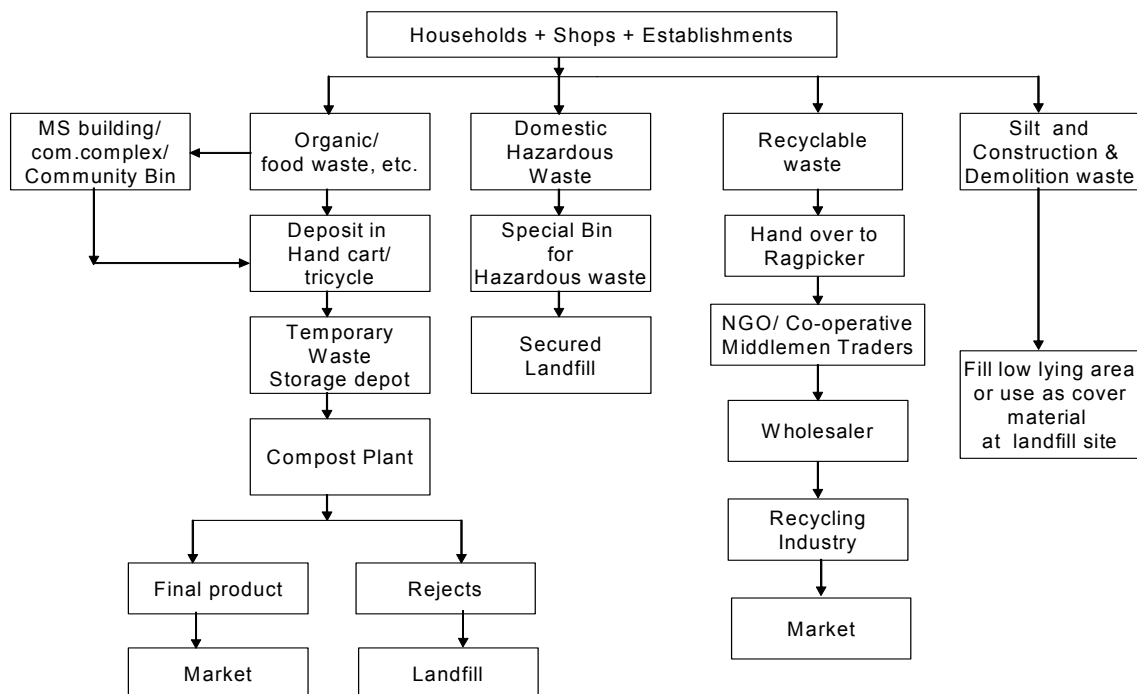 Households + Shops + Establishments
MS building/
com.complex/
Community Bin
Organic/
food waste, etc.
Domestic
Hazardous
Waste
Recyclable
waste
Silt and
Construction &
Demolition waste
Deposit in
Hand cart/
tricycle
Special Bin
for
Hazardous waste
Hand over to
Ragpicker
Temporary
Waste
Storage depot
Secured
Landfill
NGO/ Co-operative
Middlemen Traders
Fill low lying area
or use as cover
material
at landfill site
Compost Plant
Wholesaler
Recycling
Industry
Final product
Rejects
Market
Market
Landfill